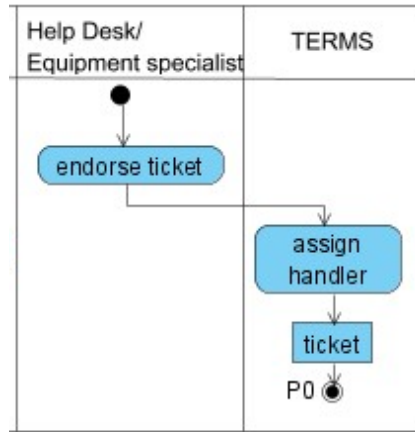 Help Desk/
Equipment specialist
TERMS
endorse ticket
assign
handler
ticket
P0